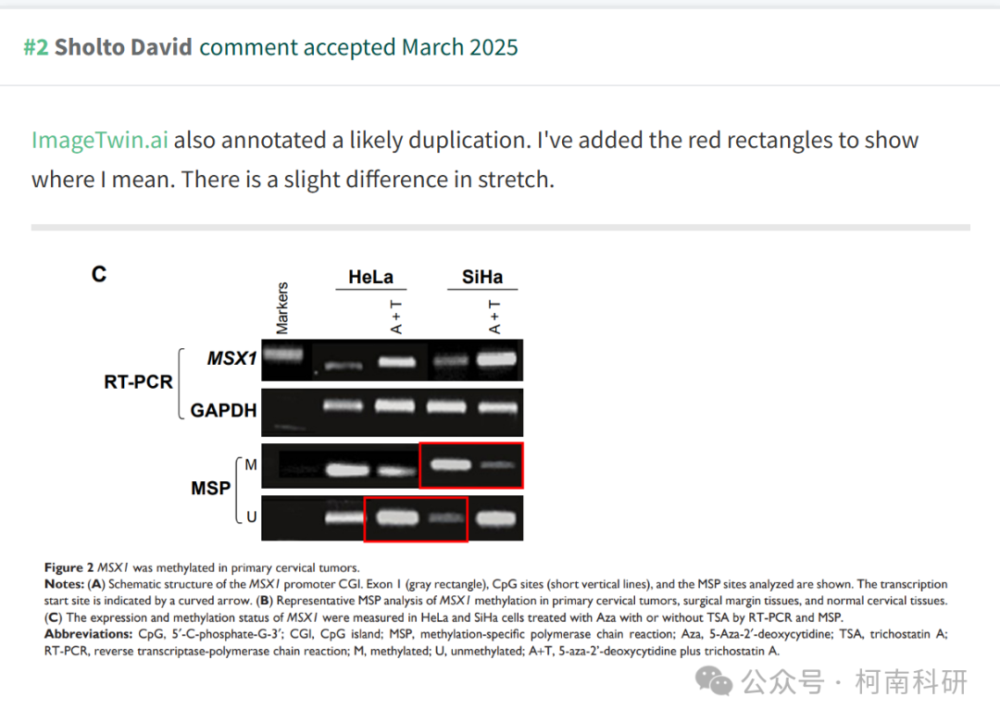 #2 Sholto David comment accepted March 2025
ImageTwin.ai also annotated a likely duplication. I've added the red rectangles to show
where I mean. There is a slight difference in stretch.
C
HeLa SiHa
Markers A + T A + T
MSX1
RT-PCR
GAPDH
M
MSP
U
Figure 2 MSX1 was methylated in primary cervical tumors.
Notes: (A) Schematic structure of the MSX1 promoter CGI. Exon 1 (gray rectangle), CpG sites (short vertical lines), and the MSP sites analyzed are shown. The transcription
start site is indicated by a curved arrow. (B) Representative MSP analysis of MSX1 methylation in primary cervical tumors, surgical margin tissues, and normal cervical tissues.
(C) The expression and methylation status of MSX1 were measured in HeLa and SiHa cells treated with Aza with or without TSA by RT-PCR and MSP.
Abbreviations: CpG, 5′-C-phosphate-G-3′; CGI, CpG island; MSP, methylation-specific polymerase chain reaction; Aza, 5-Aza-2′-deoxycytidine; TSA, trichostatin A;
RT-PCR, reverse transcriptase-polymerase chain reaction; M, methylated; U, unmethylated; A+T, 5-aza-2'-deoxycytidine plus trichostatin A.
公众号 · 柯南科研